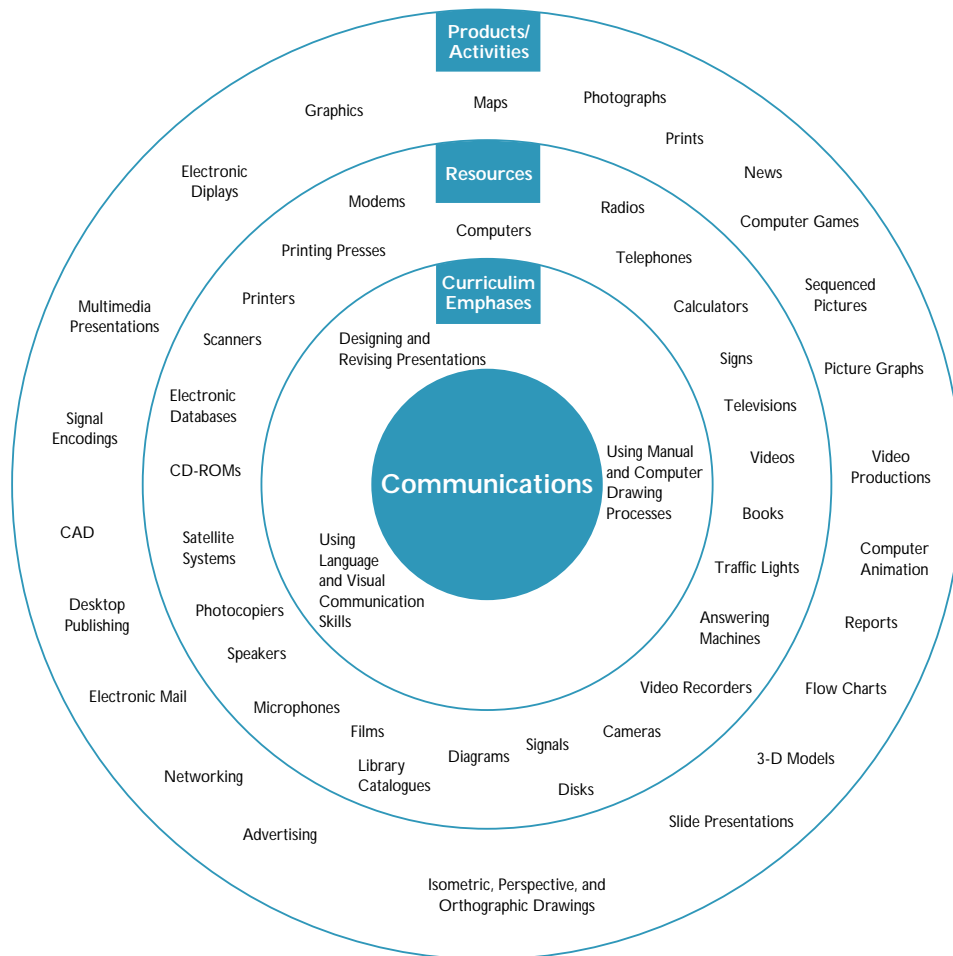 Products/
Activities
Graphics
Maps
Photographs
Prints
News
Computer Games
Sequenced
Pictures
Picture Graphs
Video
Productions
Computer
Animation
Reports
Flow Charts
3-D Models
Slide Presentations
Isometric, Perspective, and
Orthographic Drawings
Advertising
Networking
Electronic Mail
Desktop
Publishing
CAD
Signal
Encodings
Multimedia
Presentations
Electronic
Diplays
Resources
Modems
Computers
Radios
Telephones
Calculators
Signs
Televisions
Videos
Books
Traffic Lights
Answering
Machines
Video Recorders
Cameras
Signals
Disks
Diagrams
Library
Catalogues
Films
Microphones
Speakers
Photocopiers
Satellite
Systems
CD-ROMs
Electronic
Databases
Scanners
Printers
Printing Presses
Curriculim
Emphases
Designing and
Revising Presentations
Using Manual
and Computer
Drawing
Processes
Using
Language
and Visual
Communication
Skills
Communications